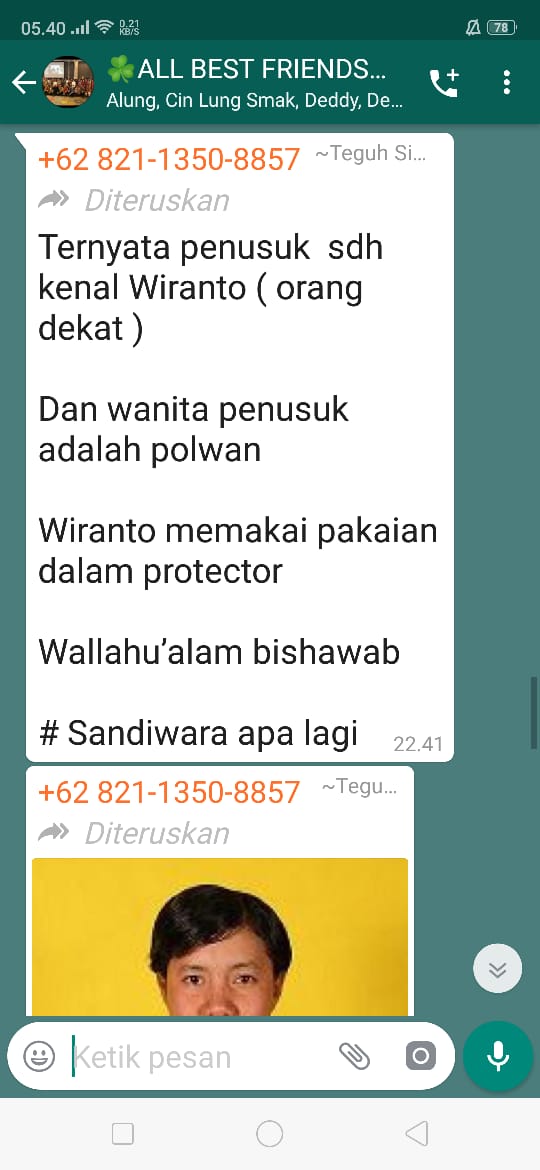 05.40 0.21 KB/S 78
☘ALL BEST FRIENDS...
Alung, Cin Lung Smak, Deddy, De...
+62 821-1350-8857 ~Teguh Si...
Diteruskan
Ternyata penusuk sdh
kenal Wiranto ( orang
dekat )
Dan wanita penusuk
adalah polwan
Wiranto memakai pakaian
dalam protector
Wallahu’alam bishawab
# Sandiwara apa lagi 22.41
+62 821-1350-8857 ~Tegu...
Diteruskan
Ketik pesan